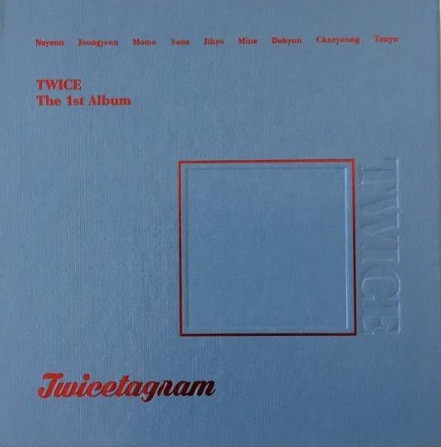 Nayeon Jeongyeon Momo Sana Jihyo Mina Dahyun Chaeyoung Tzuyu
TWICE
The 1st Album
TWICE
Twicetagram